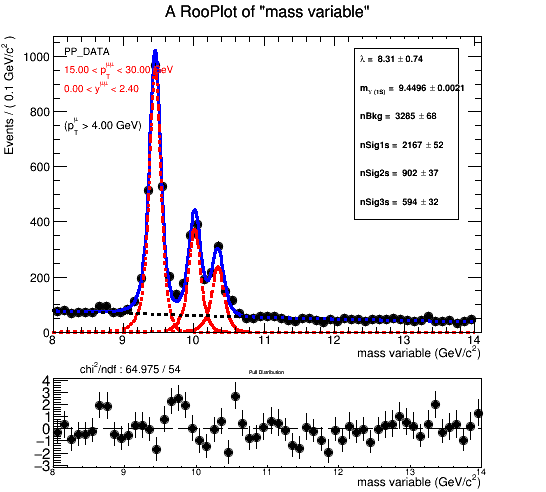 A RooPlot of "mass variable"
Events / ( 0.1 GeV/c² )
1000
800
600
400
200
0
PP_DATA
15.00 < p_T^μμ < 30.00 GeV
0.00 < y^μμ < 2.40
(p_T^μ > 4.00 GeV)
λ = 8.31 ± 0.74
m_Υ (1S) = 9.4496 ± 0.0021
nBkg = 3285 ± 68
nSig1s = 2167 ± 52
nSig2s = 902 ± 37
nSig3s = 594 ± 32
8 9 10 11 12 13 14
mass variable (GeV/c²)
chi²/ndf : 64.975 / 54
Pull Distribution
4
3
2
1
0
−1
−2
−3
8 9 10 11 12 13 14
mass variable (GeV/c²)